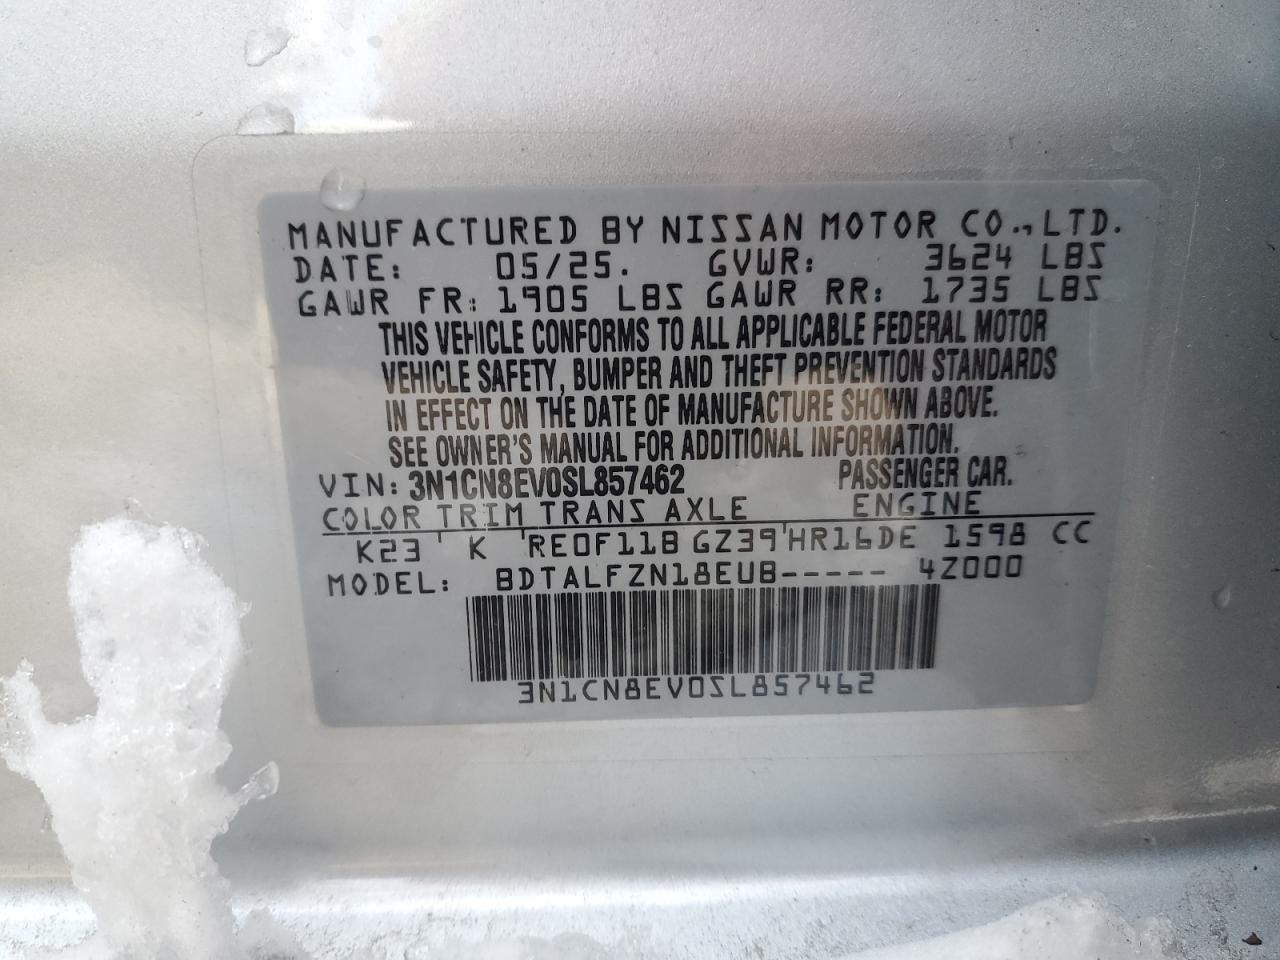 MANUFACTURED BY NISSAN MOTOR CO., LTD.
DATE: 05/25. GVWR: 3624 LBS
GAWR FR: 1905 LBS GAWR RR: 1735 LBS
THIS VEHICLE CONFORMS TO ALL APPLICABLE FEDERAL MOTOR
VEHICLE SAFETY, BUMPER AND THEFT PREVENTION STANDARDS
IN EFFECT ON THE DATE OF MANUFACTURE SHOWN ABOVE.
SEE OWNER'S MANUAL FOR ADDITIONAL INFORMATION.
VIN: 3N1CN8EV0SL857462 PASSENGER CAR.
COLOR TRIM TRANS AXLE ENGINE
K23 K RE0F11B GZ39 HR16DE 1598 CC
MODEL: BDTALFZN18EUB----- 4Z000
3N1CN8EV0SL857462